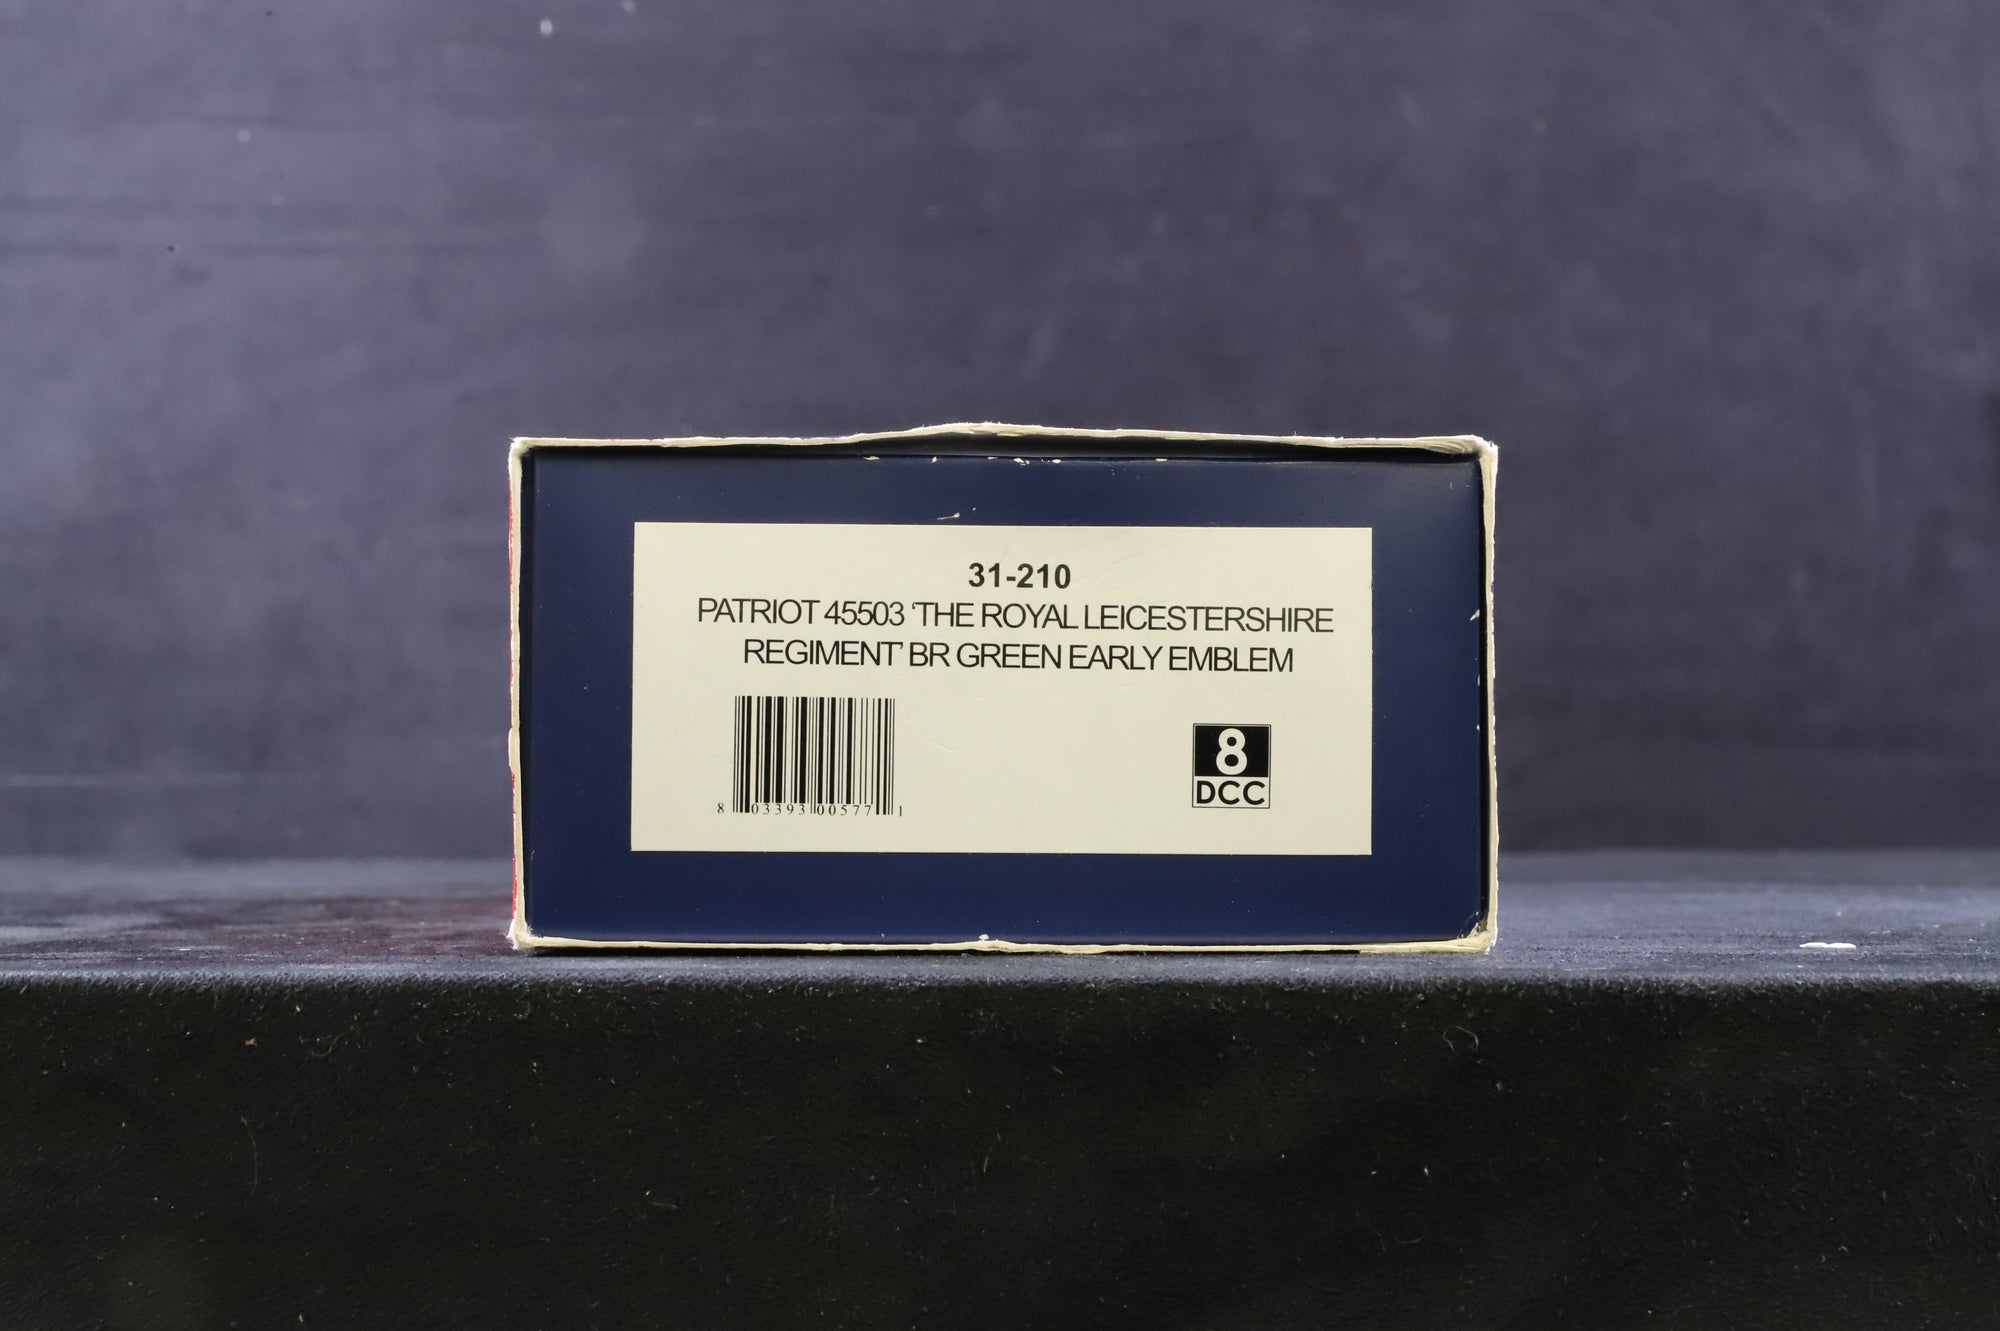 31-210
PATRIOT 45503 'THE ROYAL LEICESTERSHIRE
REGIMENT' BR GREEN EARLY EMBLEM
8 03393 00577 1
8
DCC